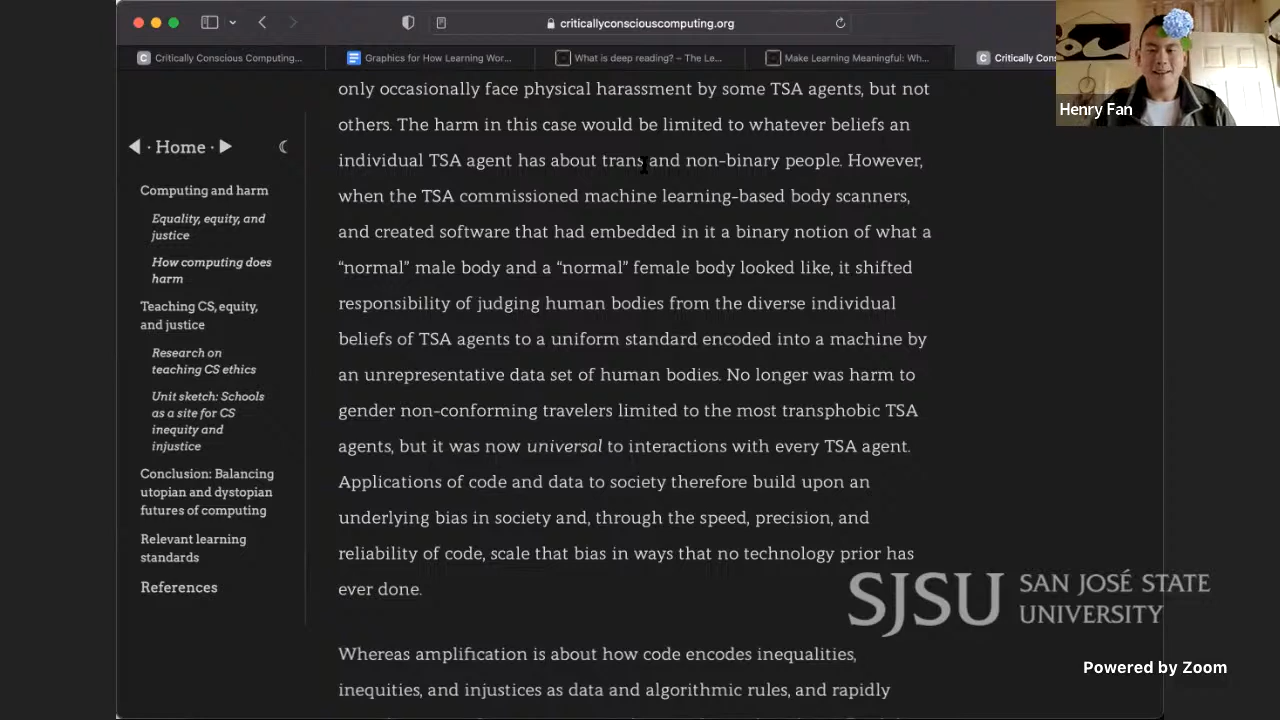 criticallyconsciouscomputing.org
Critically Conscious Computing...
Graphics for How Learning Wor...
What is deep reading? – The Le...
Make Learning Meaningful: Wh...
Critically Con
Henry Fan
· Home ·
Computing and harm
Equality, equity, and
justice
How computing does
harm
Teaching CS, equity,
and justice
Research on
teaching CS ethics
Unit sketch: Schools
as a site for CS
inequity and
injustice
Conclusion: Balancing
utopian and dystopian
futures of computing
Relevant learning
standards
References
only occasionally face physical harassment by some TSA agents, but not
others. The harm in this case would be limited to whatever beliefs an
individual TSA agent has about trans and non-binary people. However,
when the TSA commissioned machine learning-based body scanners,
and created software that had embedded in it a binary notion of what a
“normal” male body and a “normal” female body looked like, it shifted
responsibility of judging human bodies from the diverse individual
beliefs of TSA agents to a uniform standard encoded into a machine by
an unrepresentative data set of human bodies. No longer was harm to
gender non-conforming travelers limited to the most transphobic TSA
agents, but it was now universal to interactions with every TSA agent.
Applications of code and data to society therefore build upon an
underlying bias in society and, through the speed, precision, and
reliability of code, scale that bias in ways that no technology prior has
ever done.
Whereas amplification is about how code encodes inequalities,
inequities, and injustices as data and algorithmic rules, and rapidly
SJSU SAN JOSÉ STATE
UNIVERSITY
Powered by Zoom